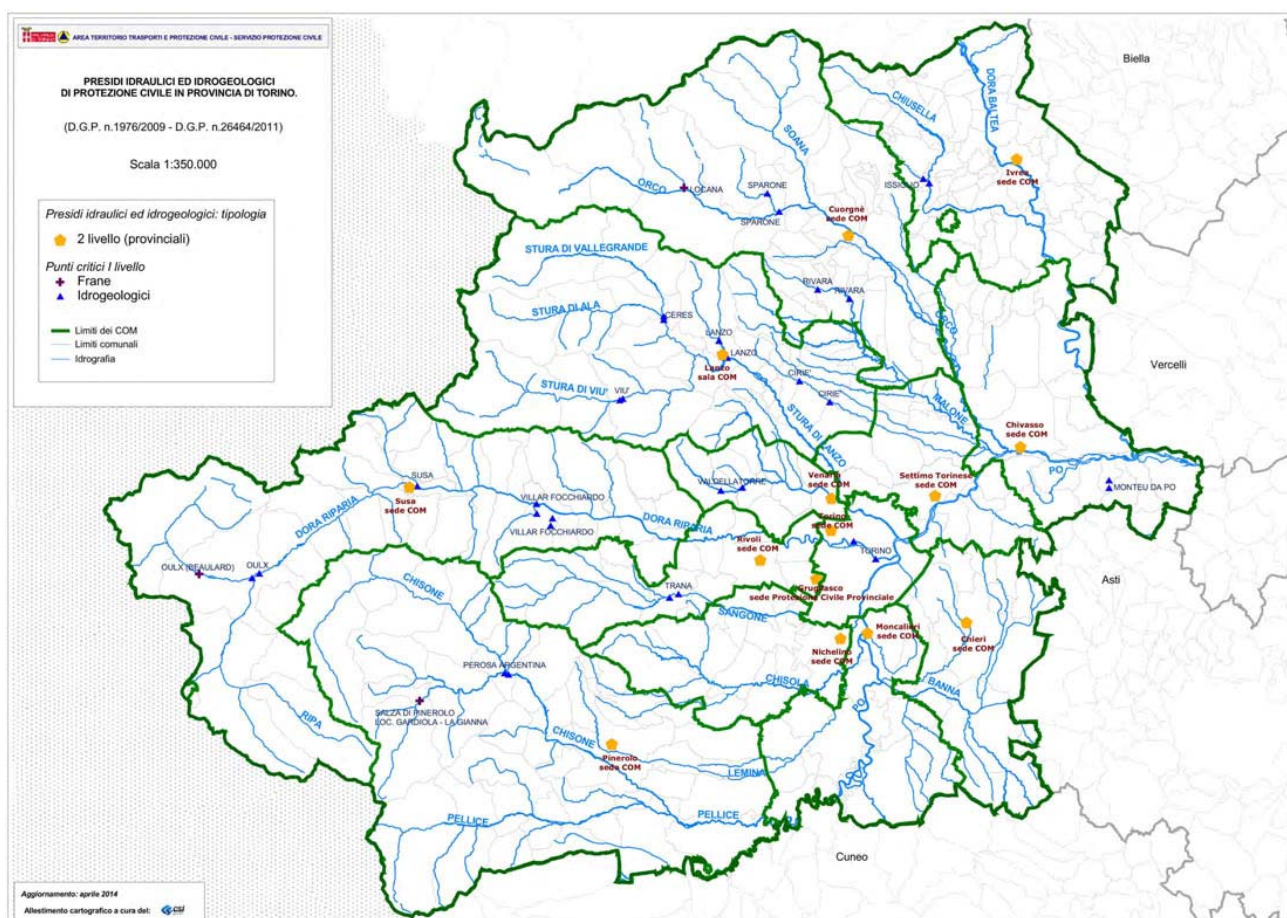 AREA TERRITORIO TRASPORTI E PROTEZIONE CIVILE - SERVIZIO PROTEZIONE CIVILE
PRESIDI IDRAULICI ED IDROGEOLOGICI
DI PROTEZIONE CIVILE IN PROVINCIA DI TORINO.
(D.G.P. n.1976/2009 - D.G.P. n.26464/2011)
Scala 1:350.000
Presidi idraulici ed idrogeologici: tipologia
2 livello (provinciali)
Punti critici I livello
Frane
Idrogeologici
Limiti dei COM
Limiti comunali
Idrografia
Biella
DORA BALTEA
CHIUSELLA
SOANA
Ivrea
sede COM
ISSIGLIO
ORCO
LOCANA
SPARONE
SPARONE
Cuorgnè
sede COM
STURA DI VALLEGRANDE
RIVARA
RIVARA
STURA DI ALA
CERES
ORCO
LANZO
LANZO
Lanzo
sala COM
Vercelli
CIRIE'
CIRIE'
STURA DI VIU'
VIU'
MALONE
STURA DI LANZO
Chivasso
sede COM
PO
SUSA
Susa
sede COM
VALDELLATORRE
Venaria
sede COM
Settimo Torinese
sede COM
MONTEU DA PO
VILLAR FOCCHIARDO
VILLAR FOCCHIARDO
DORA RIPARIA
DORA RIPARIA
Torino
sede COM
Rivoli
sede COM
TORINO
OULX (BEAULARD)
OULX
Asti
CHISONE
TRANA
Grugliasco
sede Protezione Civile Provinciale
SANGONE
Nichelino
sede COM
Moncalieri
sede COM
Chieri
sede COM
PEROSA ARGENTINA
CHISOLA
BANNA
SALZA DI PINEROLO
LOC. GARDIOLA - LA GIANNA
RIPA
PO
CHISONE
Pinerolo
sede COM
LEMINA
PELLICE
PELLICE
Cuneo
Aggiornamento: aprile 2014
Allestimento cartografico a cura del: csi